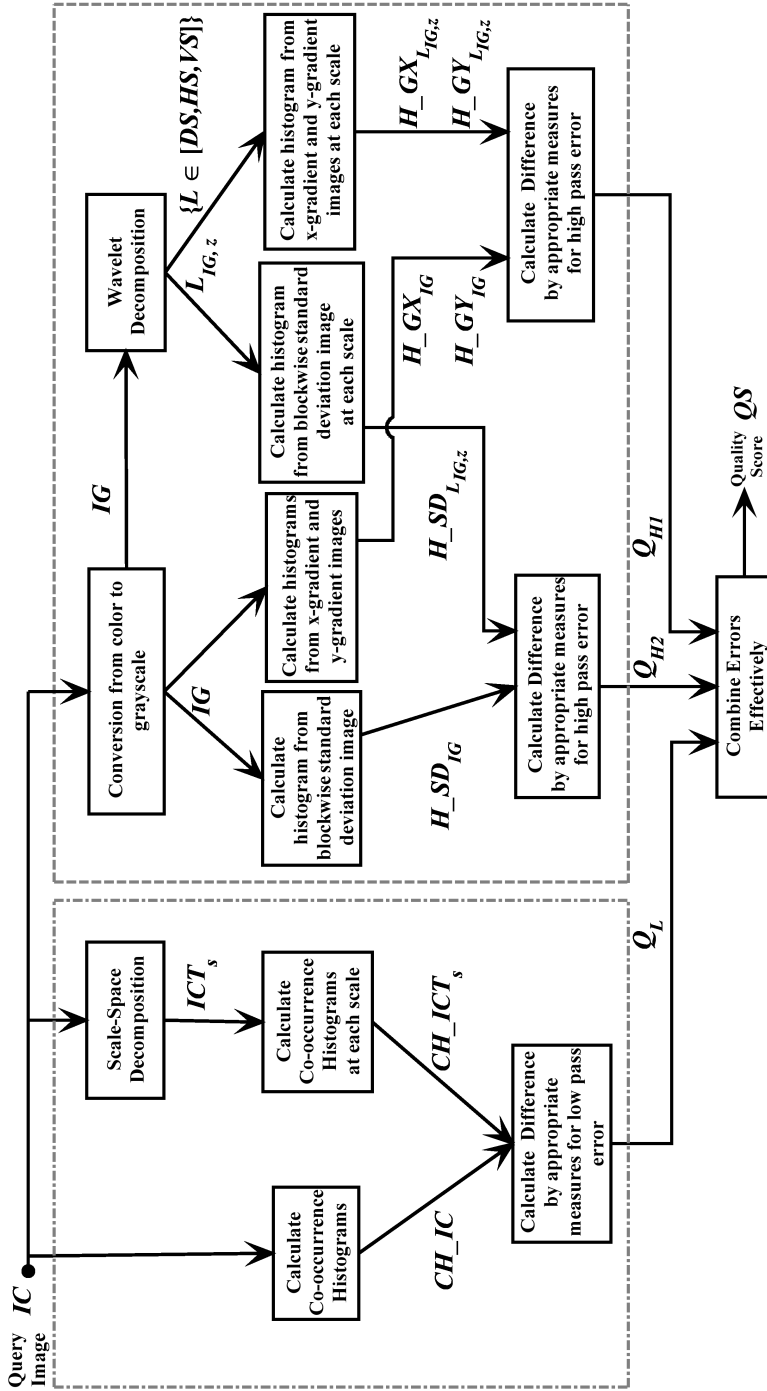 Query
Image
IC
Calculate
Co-occurrence
Histograms
Scale-Space
Decomposition
ICT_s
Calculate
Co-occurrence
Histograms
at each scale
CH_IC
CH_ICT_s
Calculate Difference
by appropriate
measures for low pass
error
Q_L
Conversion from color to
grayscale
IG
IG
Wavelet
Decomposition
L_IG, z
{L ∈ [DS,HS,VS]}
Calculate
histogram from
blockwise standard
deviation image
Calculate histograms
from x-gradient and
y-gradient images
Calculate histogram
from blockwise standard
deviation image
at each scale
Calculate histogram from
x-gradient and y-gradient
images at each scale
H_SD_IG
H_SD_L_IG,z
H_GX_IG
H_GY_IG
H_GX_L_IG,z
H_GY_L_IG,z
Calculate Difference
by appropriate measures
for high pass error
Calculate Difference
by appropriate measures
for high pass error
Q_H2
Q_H1
Combine Errors
Effectively
Quality
Score
QS